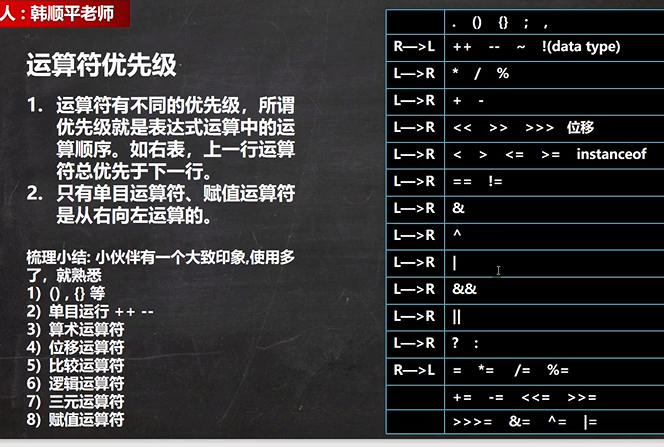 人：韩顺平老师
运算符优先级
1. 运算符有不同的优先级，所谓
优先级就是表达式运算中的运
算顺序。如右表，上一行运算
符总优先于下一行。
2. 只有单目运算符、赋值运算符
是从右向左运算的。
梳理小结: 小伙伴有一个大致印象,使用多
了，就熟悉
1) () , {} 等
2) 单目运行 ++ --
3) 算术运算符
4) 位移运算符
5) 比较运算符
6) 逻辑运算符
7) 三元运算符
8) 赋值运算符
. () {} ; ,
R—>L ++ -- ~ !(data type)
L—>R * / %
L—>R + -
L—>R << >> >>> 位移
L—>R < > <= >= instanceof
L—>R == !=
L—>R &
L—>R ^
L—>R |
L—>R &&
L—>R ||
L—>R ? :
R—>L = *= /= %=
+= -= <<= >>=
>>>= &= ^= |=